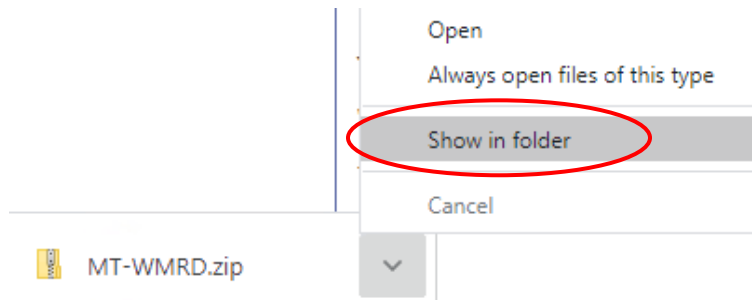 Open
Always open files of this type
Show in folder
Cancel
MT-WMRD.zip